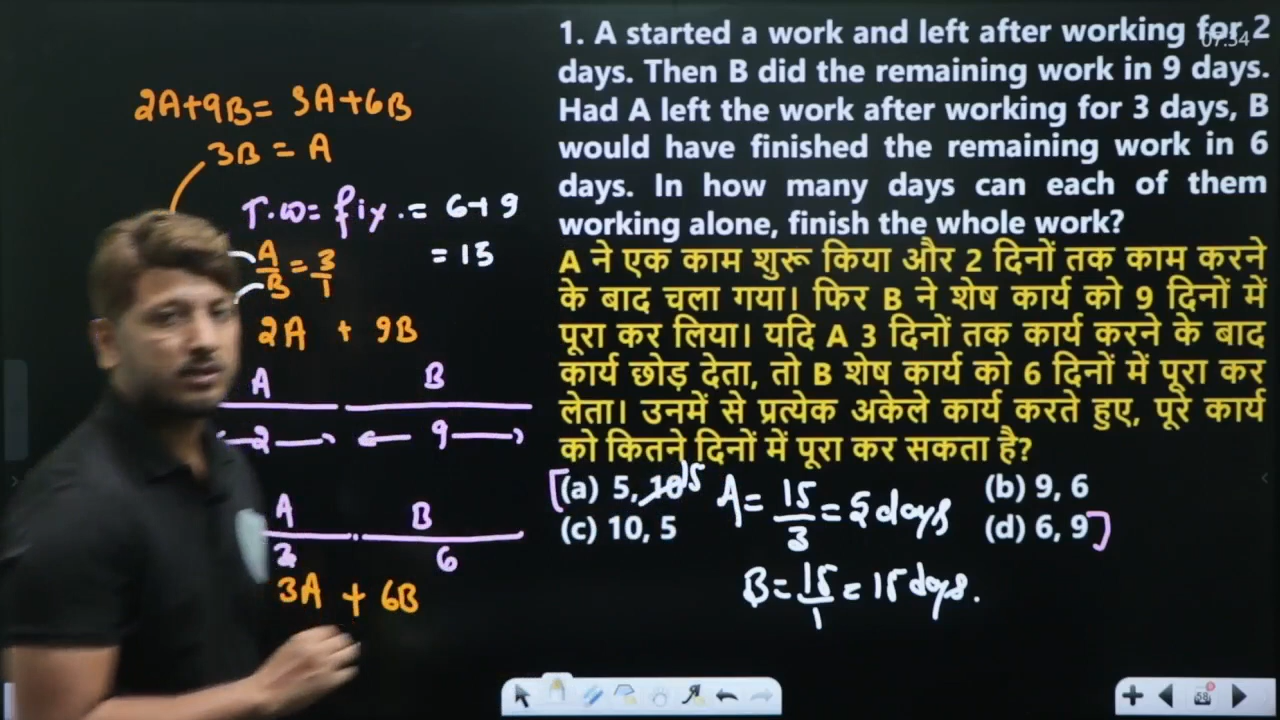 1. A started a work and left after working for 2
days. Then B did the remaining work in 9 days.
Had A left the work after working for 3 days, B
would have finished the remaining work in 6
days. In how many days can each of them
working alone, finish the whole work?
A ने एक काम शुरू किया और 2 दिनों तक काम करने
के बाद चला गया। फिर B ने शेष कार्य को 9 दिनों में
पूरा कर लिया। यदि A 3 दिनों तक कार्य करने के बाद
कार्य छोड़ देता, तो B शेष कार्य को 6 दिनों में पूरा कर
लेता। उनमें से प्रत्येक अकेले कार्य करते हुए, पूरे कार्य
को कितने दिनों में पूरा कर सकता है?
(a) 5, 10 15
(b) 9, 6
(c) 10, 5
(d) 6, 9
A = 15/3 = 5 days
B = 15/1 = 15 days.
2A+9B = 3A+6B
3B = A
T.w = fix. = 6+9
= 15
A/B = 3/1
2A + 9B
A B
2 9
A B
3 6
3A + 6B
58